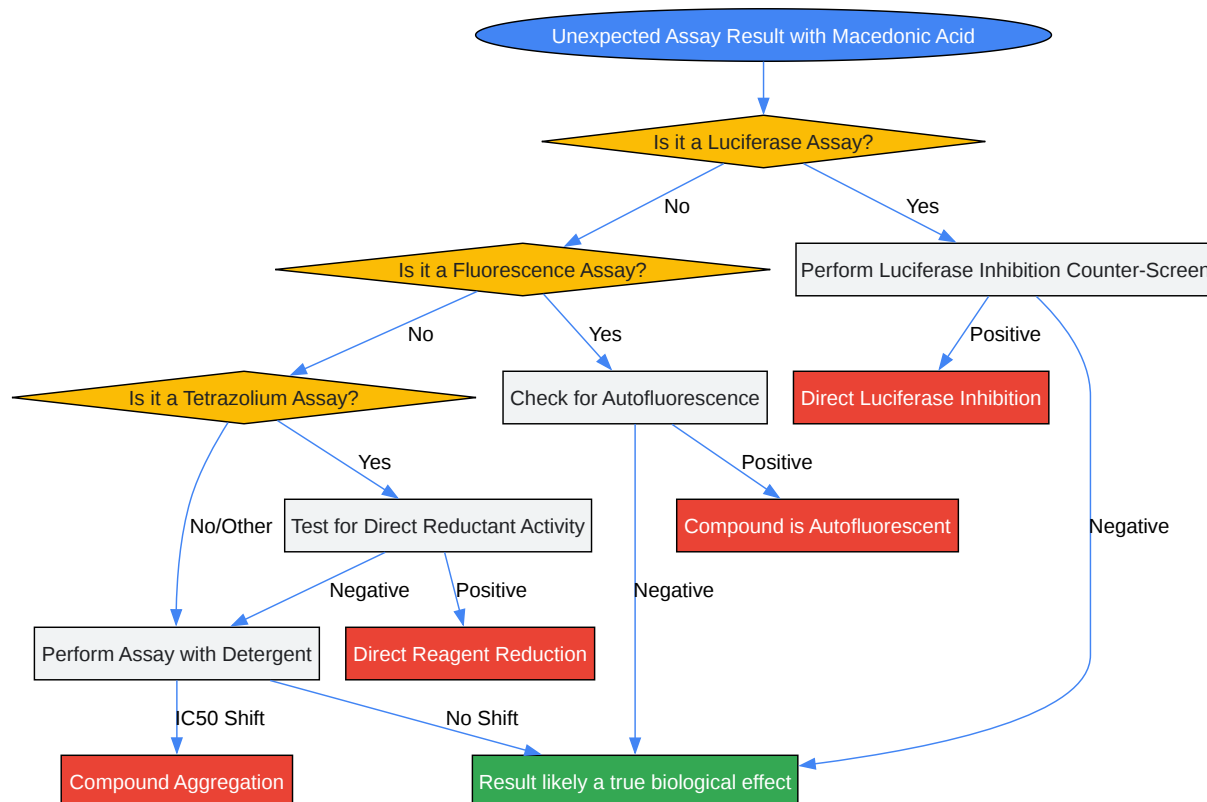 Unexpected Assay Result with Macedonic Acid
Is it a Luciferase Assay?
No
Yes
Is it a Fluorescence Assay?
Perform Luciferase Inhibition Counter-Screen
No
Yes
Positive
Is it a Tetrazolium Assay?
Check for Autofluorescence
Direct Luciferase Inhibition
Yes
Positive
No/Other
Test for Direct Reductant Activity
Compound is Autofluorescent
Negative
Negative
Positive
Negative
Perform Assay with Detergent
Direct Reagent Reduction
IC50 Shift
No Shift
Compound Aggregation
Result likely a true biological effect